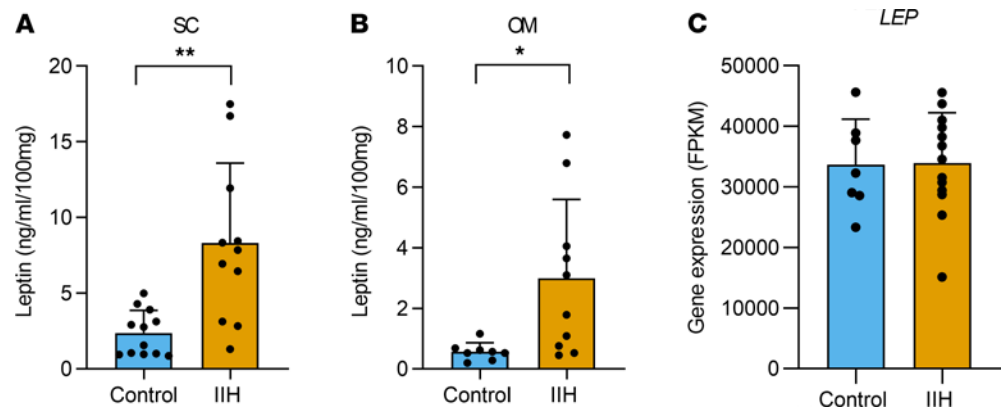 A
SC
**
Leptin (ng/ml/100mg)
20
15
10
5
0
Control
IIH
B
OM
*
Leptin (ng/ml/100mg)
10
8
6
4
2
0
Control
IIH
C
LEP
Gene expression (FPKM)
50000
40000
30000
20000
10000
0
Control
IIH